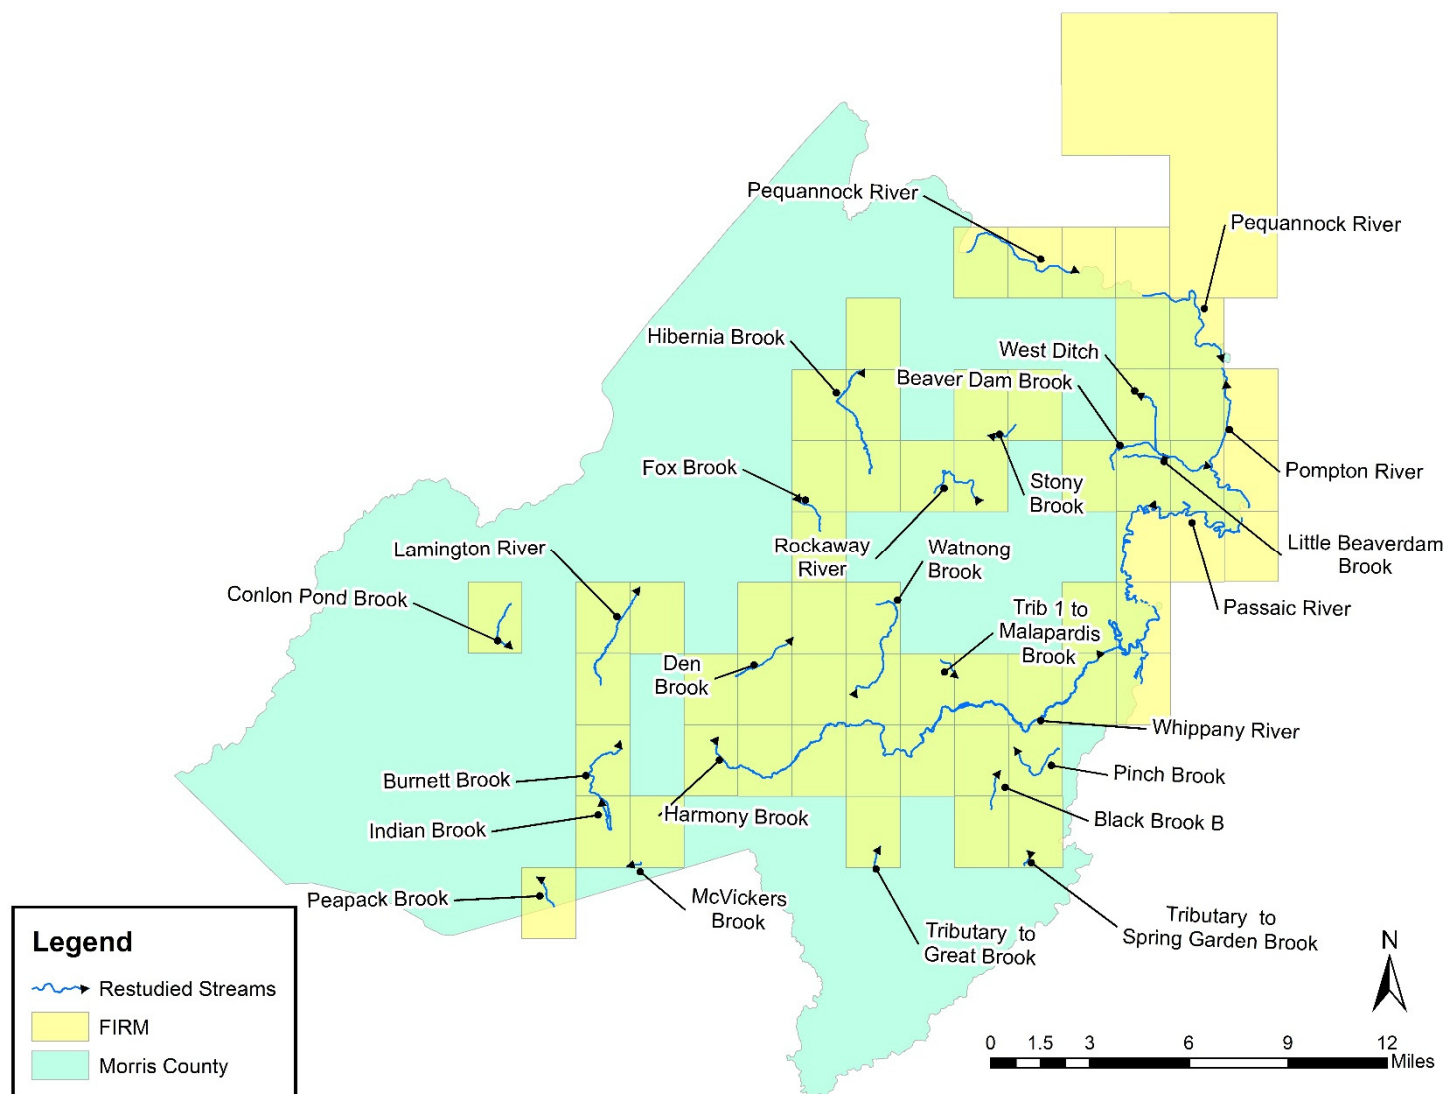 Pequannock River
Pequannock River
Hibernia Brook
West Ditch
Beaver Dam Brook
Fox Brook
Stony
Brook
Pompton River
Rockaway
River
Watnong
Brook
Little Beaverdam
Brook
Lamington River
Conlon Pond Brook
Trib 1 to
Malapardis
Brook
Passaic River
Den
Brook
Whippany River
Burnett Brook
Pinch Brook
Indian Brook
Harmony Brook
Black Brook B
Peapack Brook
McVickers
Brook
Tributary to
Great Brook
Tributary to
Spring Garden Brook
Legend
Restudied Streams
FIRM
Morris County
N
0 1.5 3 6 9 12
Miles